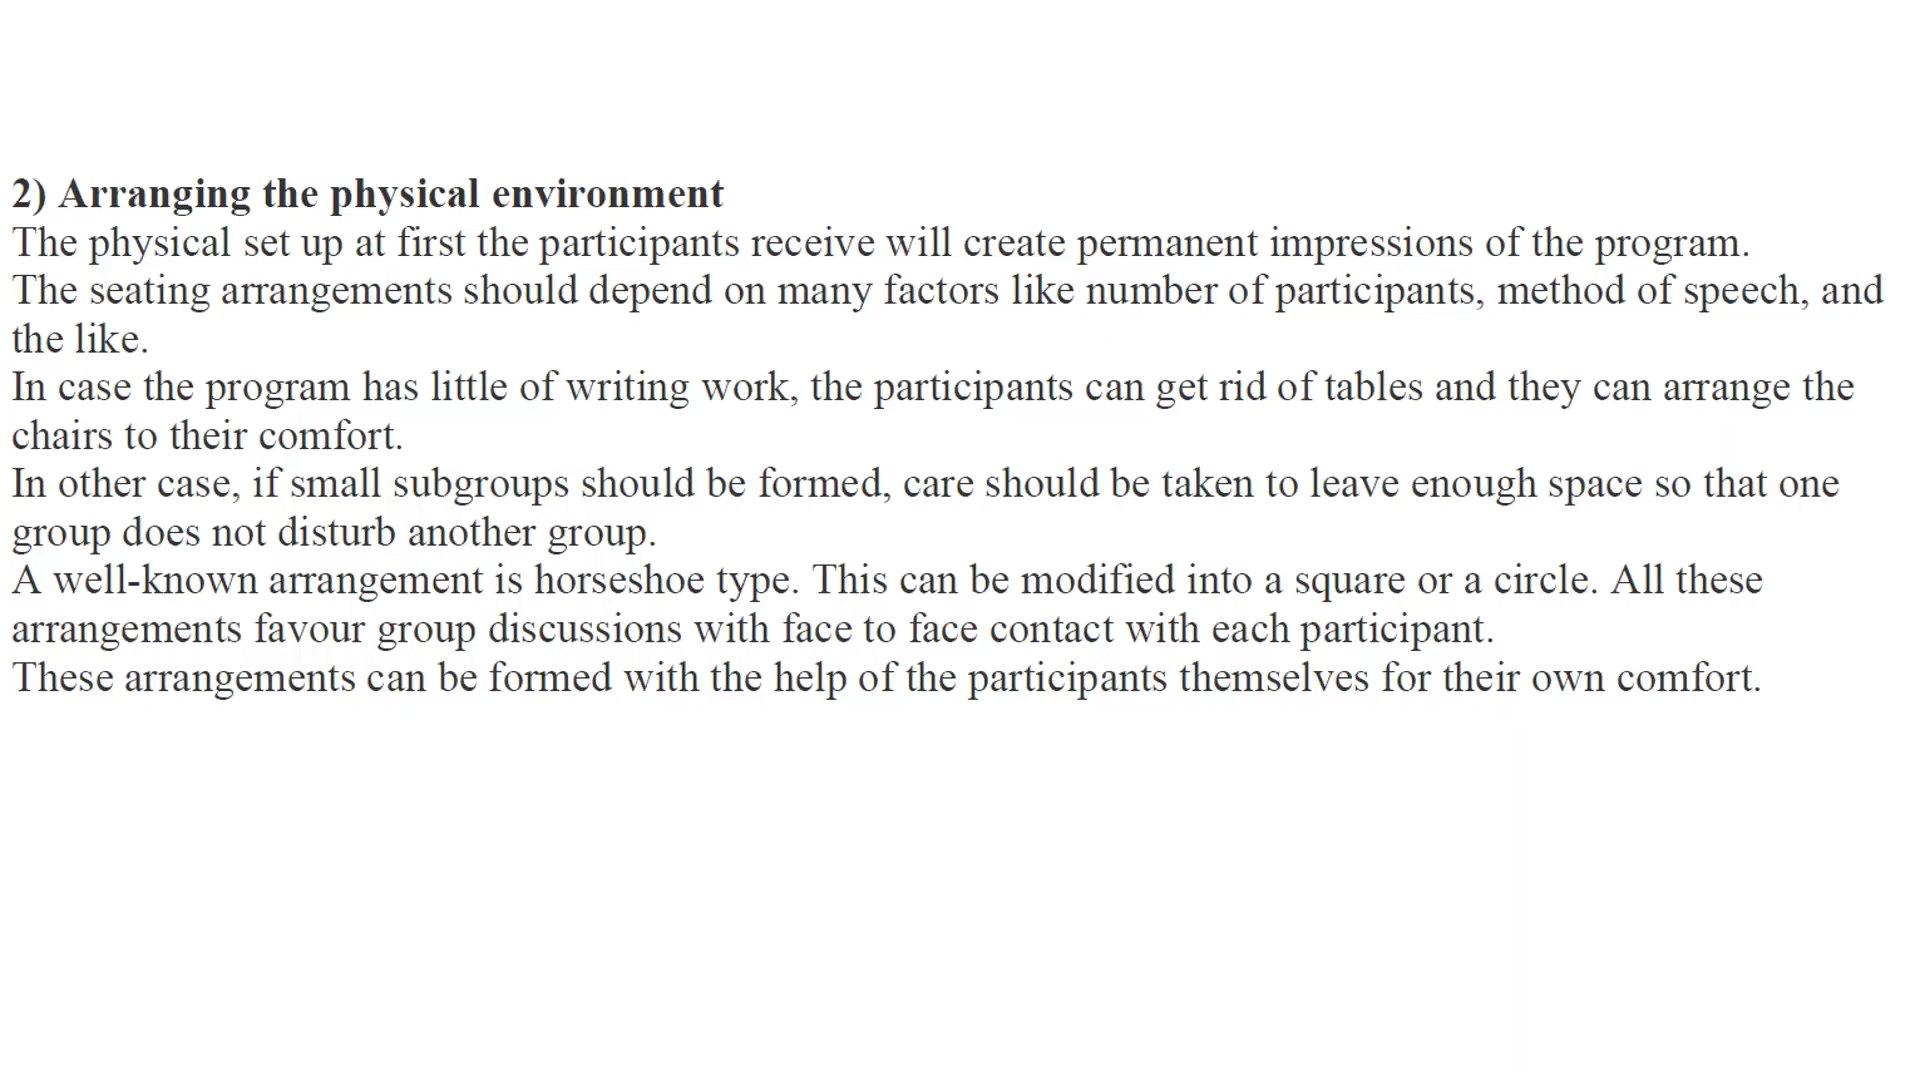 2) Arranging the physical environment
The physical set up at first the participants receive will create permanent impressions of the program.
The seating arrangements should depend on many factors like number of participants, method of speech, and
the like.
In case the program has little of writing work, the participants can get rid of tables and they can arrange the
chairs to their comfort.
In other case, if small subgroups should be formed, care should be taken to leave enough space so that one
group does not disturb another group.
A well-known arrangement is horseshoe type. This can be modified into a square or a circle. All these
arrangements favour group discussions with face to face contact with each participant.
These arrangements can be formed with the help of the participants themselves for their own comfort.